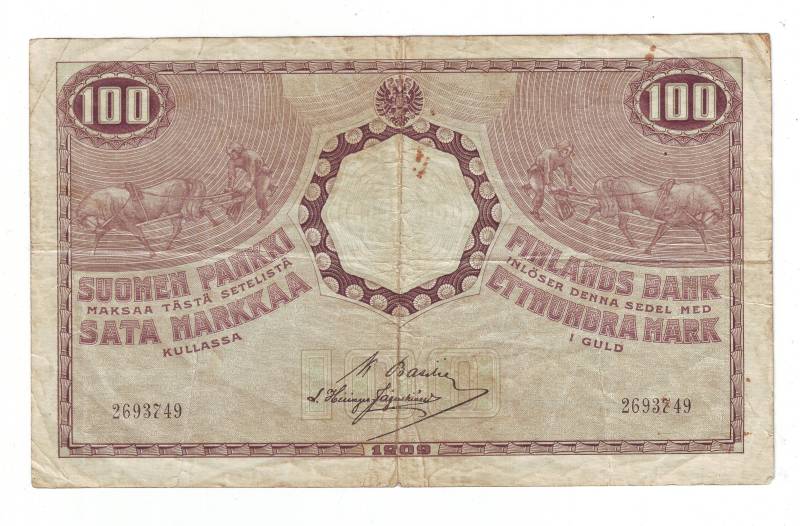 100
100
SUOMEN PANKKI
MAKSAA TÄSTÄ SETELISTÄ
SATA MARKKAA
KULLASSA
FINLANDS BANK
INLÖSER DENNA SEDEL MED
ETTHUNDRA MARK
I GULD
100
2693749
2693749
1909